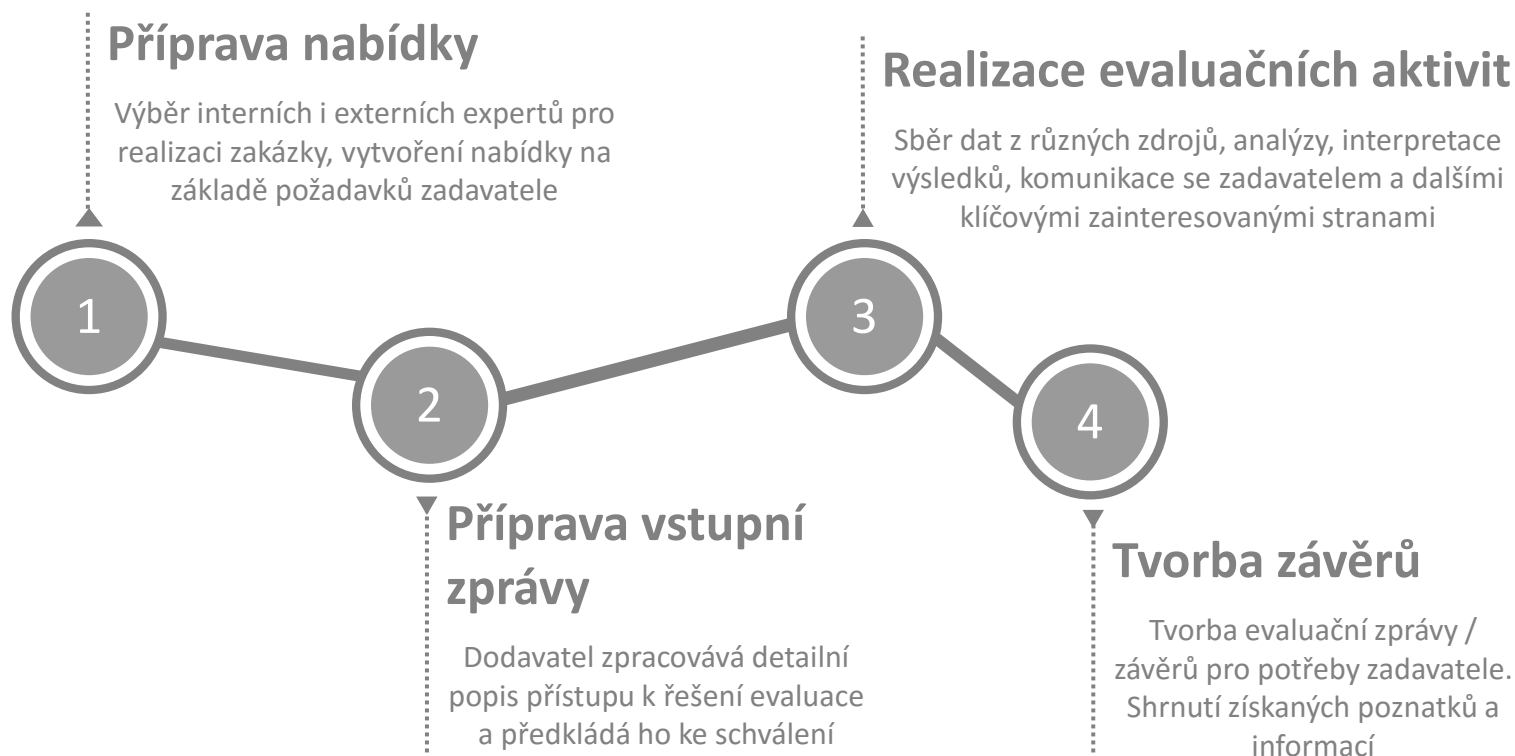 Příprava nabídky
Výběr interních i externích expertů pro
realizaci zakázky, vytvoření nabídky na
základě požadavků zadavatele
1
2
Příprava vstupní
zprávy
Dodavatel zpracovává detailní
popis přístupu k řešení evaluace
a předkládá ho ke schválení
Realizace evaluačních aktivit
Sběr dat z různých zdrojů, analýzy, interpretace
výsledků, komunikace se zadavatelem a dalšími
klíčovými zainteresovanými stranami
3
4
Tvorba závěrů
Tvorba evaluační zprávy /
závěrů pro potřeby zadavatele.
Shrnutí získaných poznatků a
informací